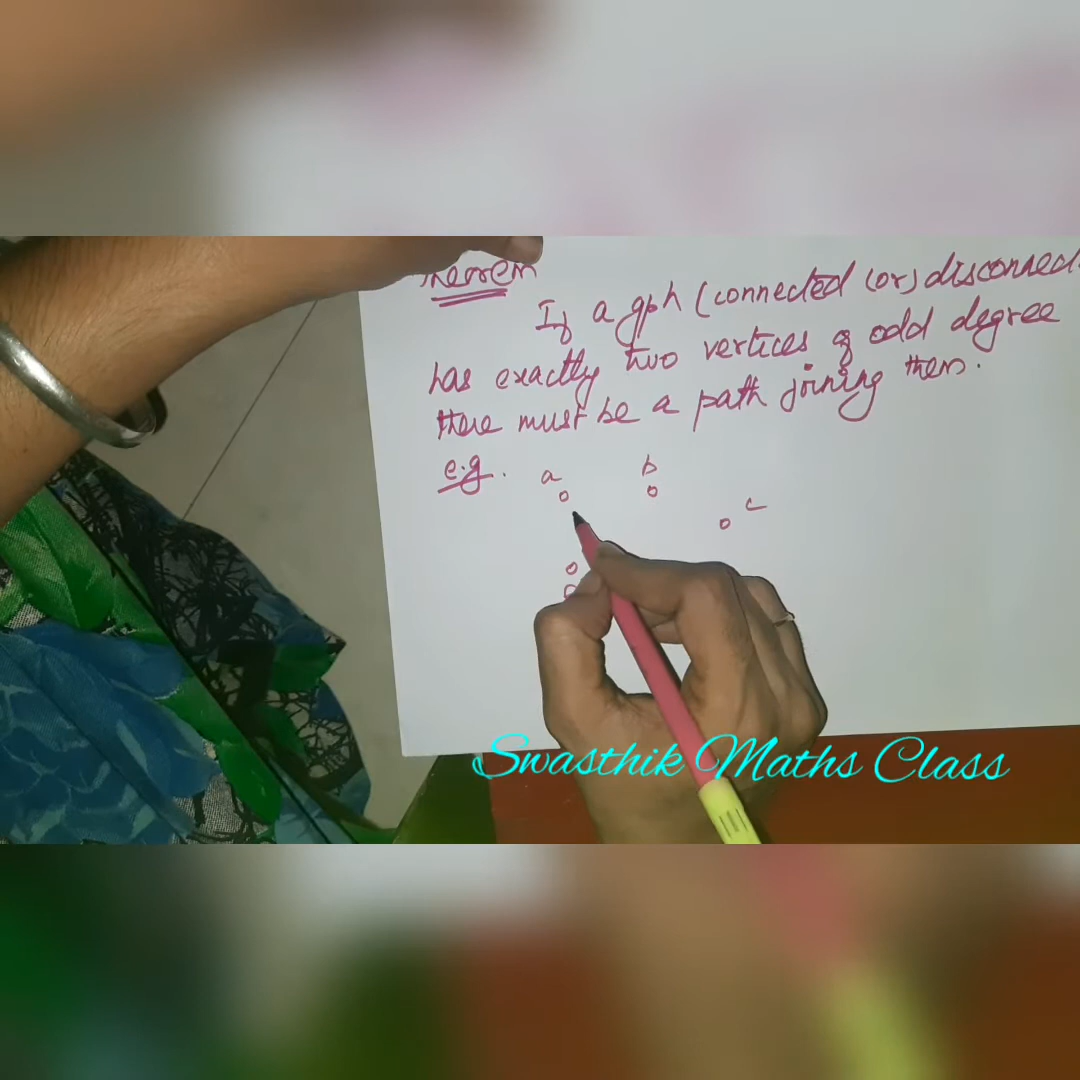 Theorem
If a gph (connected (or) disconnect
has exactly two vertices of odd degree
there must be a path joining them.
e.g.
a b
c
Swasthik Maths Class